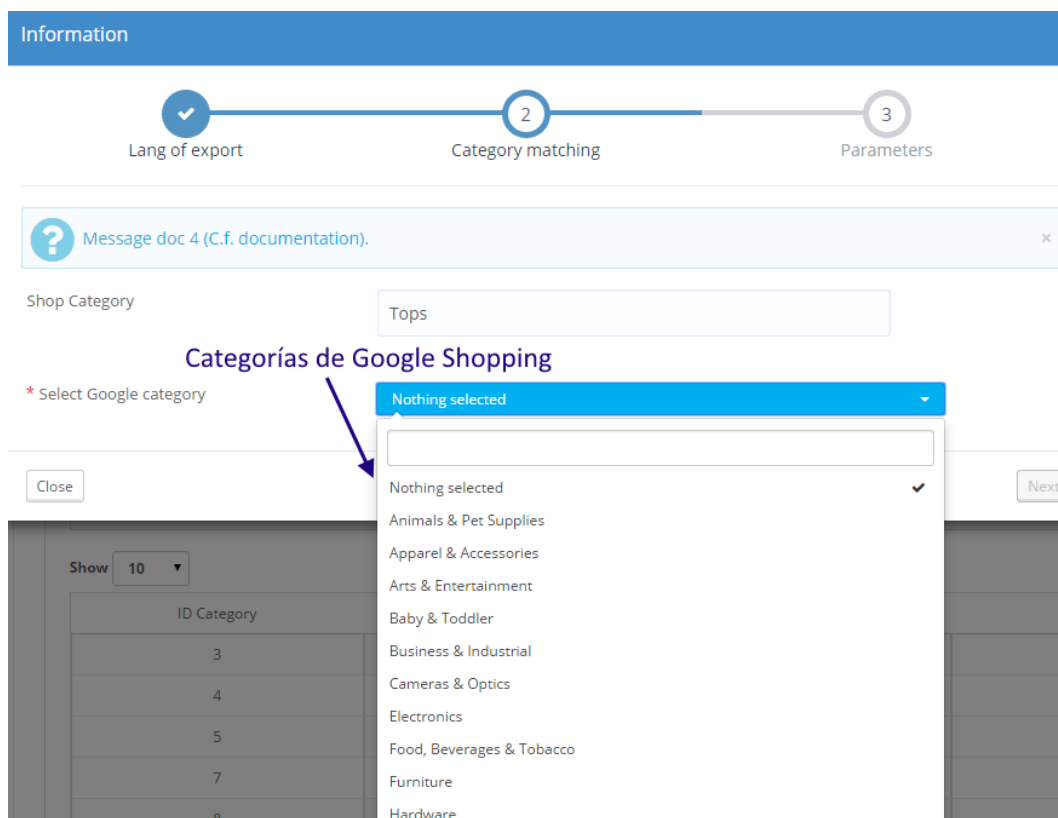 Information
2
3
Lang of export
Category matching
Parameters
Message doc 4 (C.f. documentation).
×
Shop Category
Tops
Categorías de Google Shopping
* Select Google category
Nothing selected
Close
Nothing selected
Next
Animals & Pet Supplies
Apparel & Accessories
Show 10
Arts & Entertainment
ID Category
Baby & Toddler
3
Business & Industrial
4
Cameras & Optics
5
Electronics
Food, Beverages & Tobacco
7
Furniture
8
Hardware